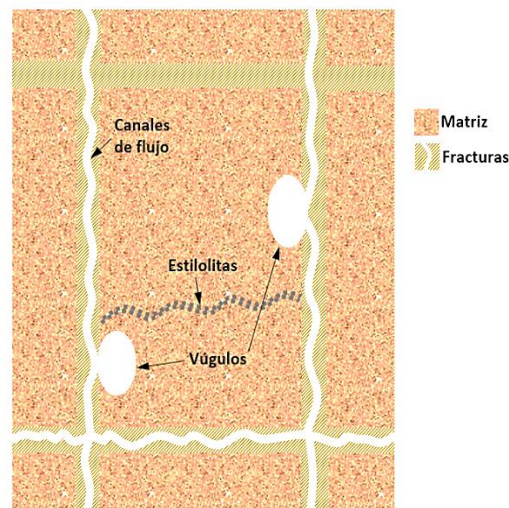 Canales
de flujo
Matriz
Fracturas
Estilolitas
Vúgulos